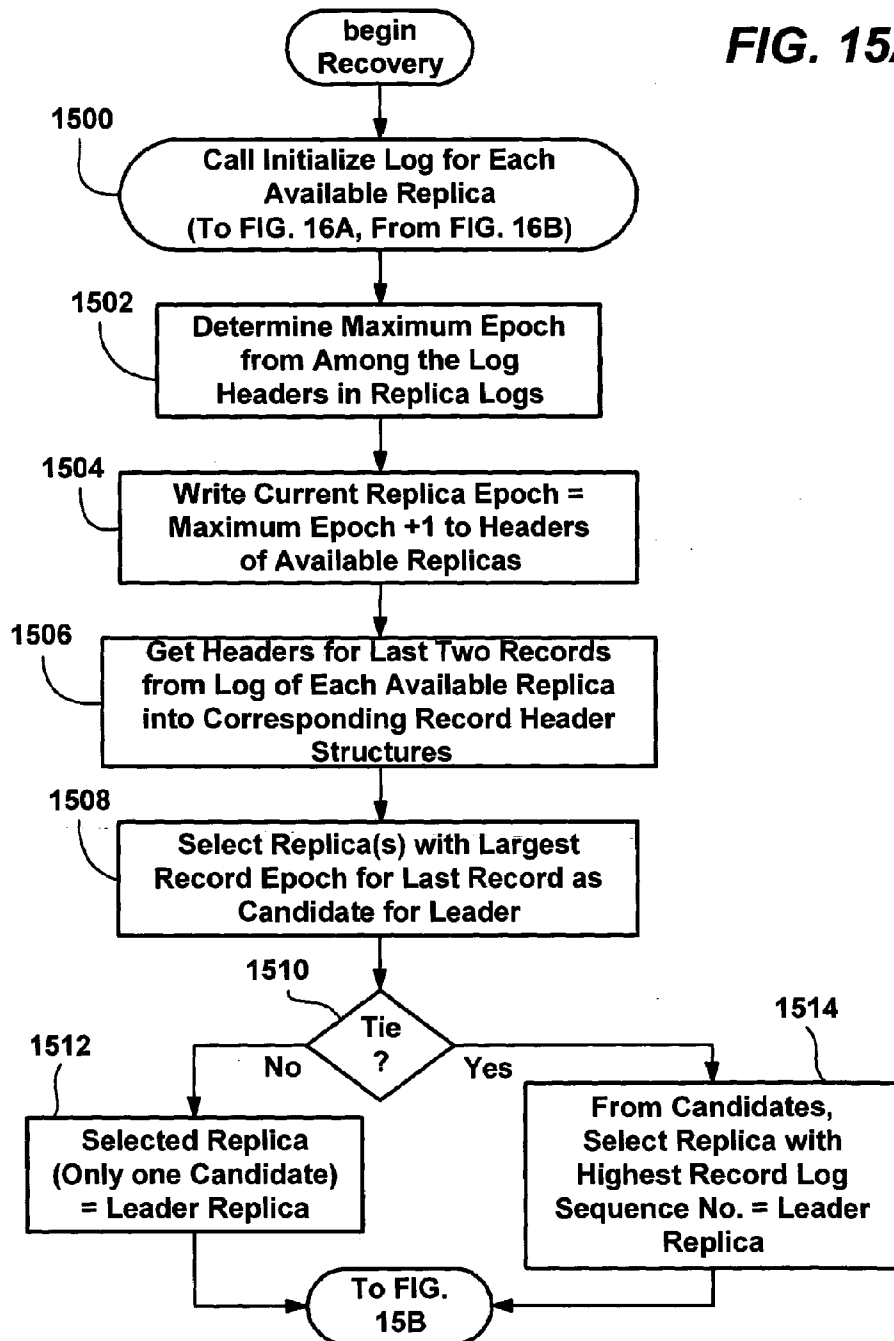 begin
Recovery
FIG. 15A
1500
Call Initialize Log for Each
Available Replica
(To FIG. 16A, From FIG. 16B)
1502
Determine Maximum Epoch
from Among the Log
Headers in Replica Logs
1504
Write Current Replica Epoch =
Maximum Epoch +1 to Headers
of Available Replicas
1506
Get Headers for Last Two Records
from Log of Each Available Replica
into Corresponding Record Header
Structures
1508
Select Replica(s) with Largest
Record Epoch for Last Record as
Candidate for Leader
1510
Tie
?
No
Yes
1512
Selected Replica
(Only one Candidate)
= Leader Replica
1514
From Candidates,
Select Replica with
Highest Record Log
Sequence No. = Leader
Replica
To FIG.
15B